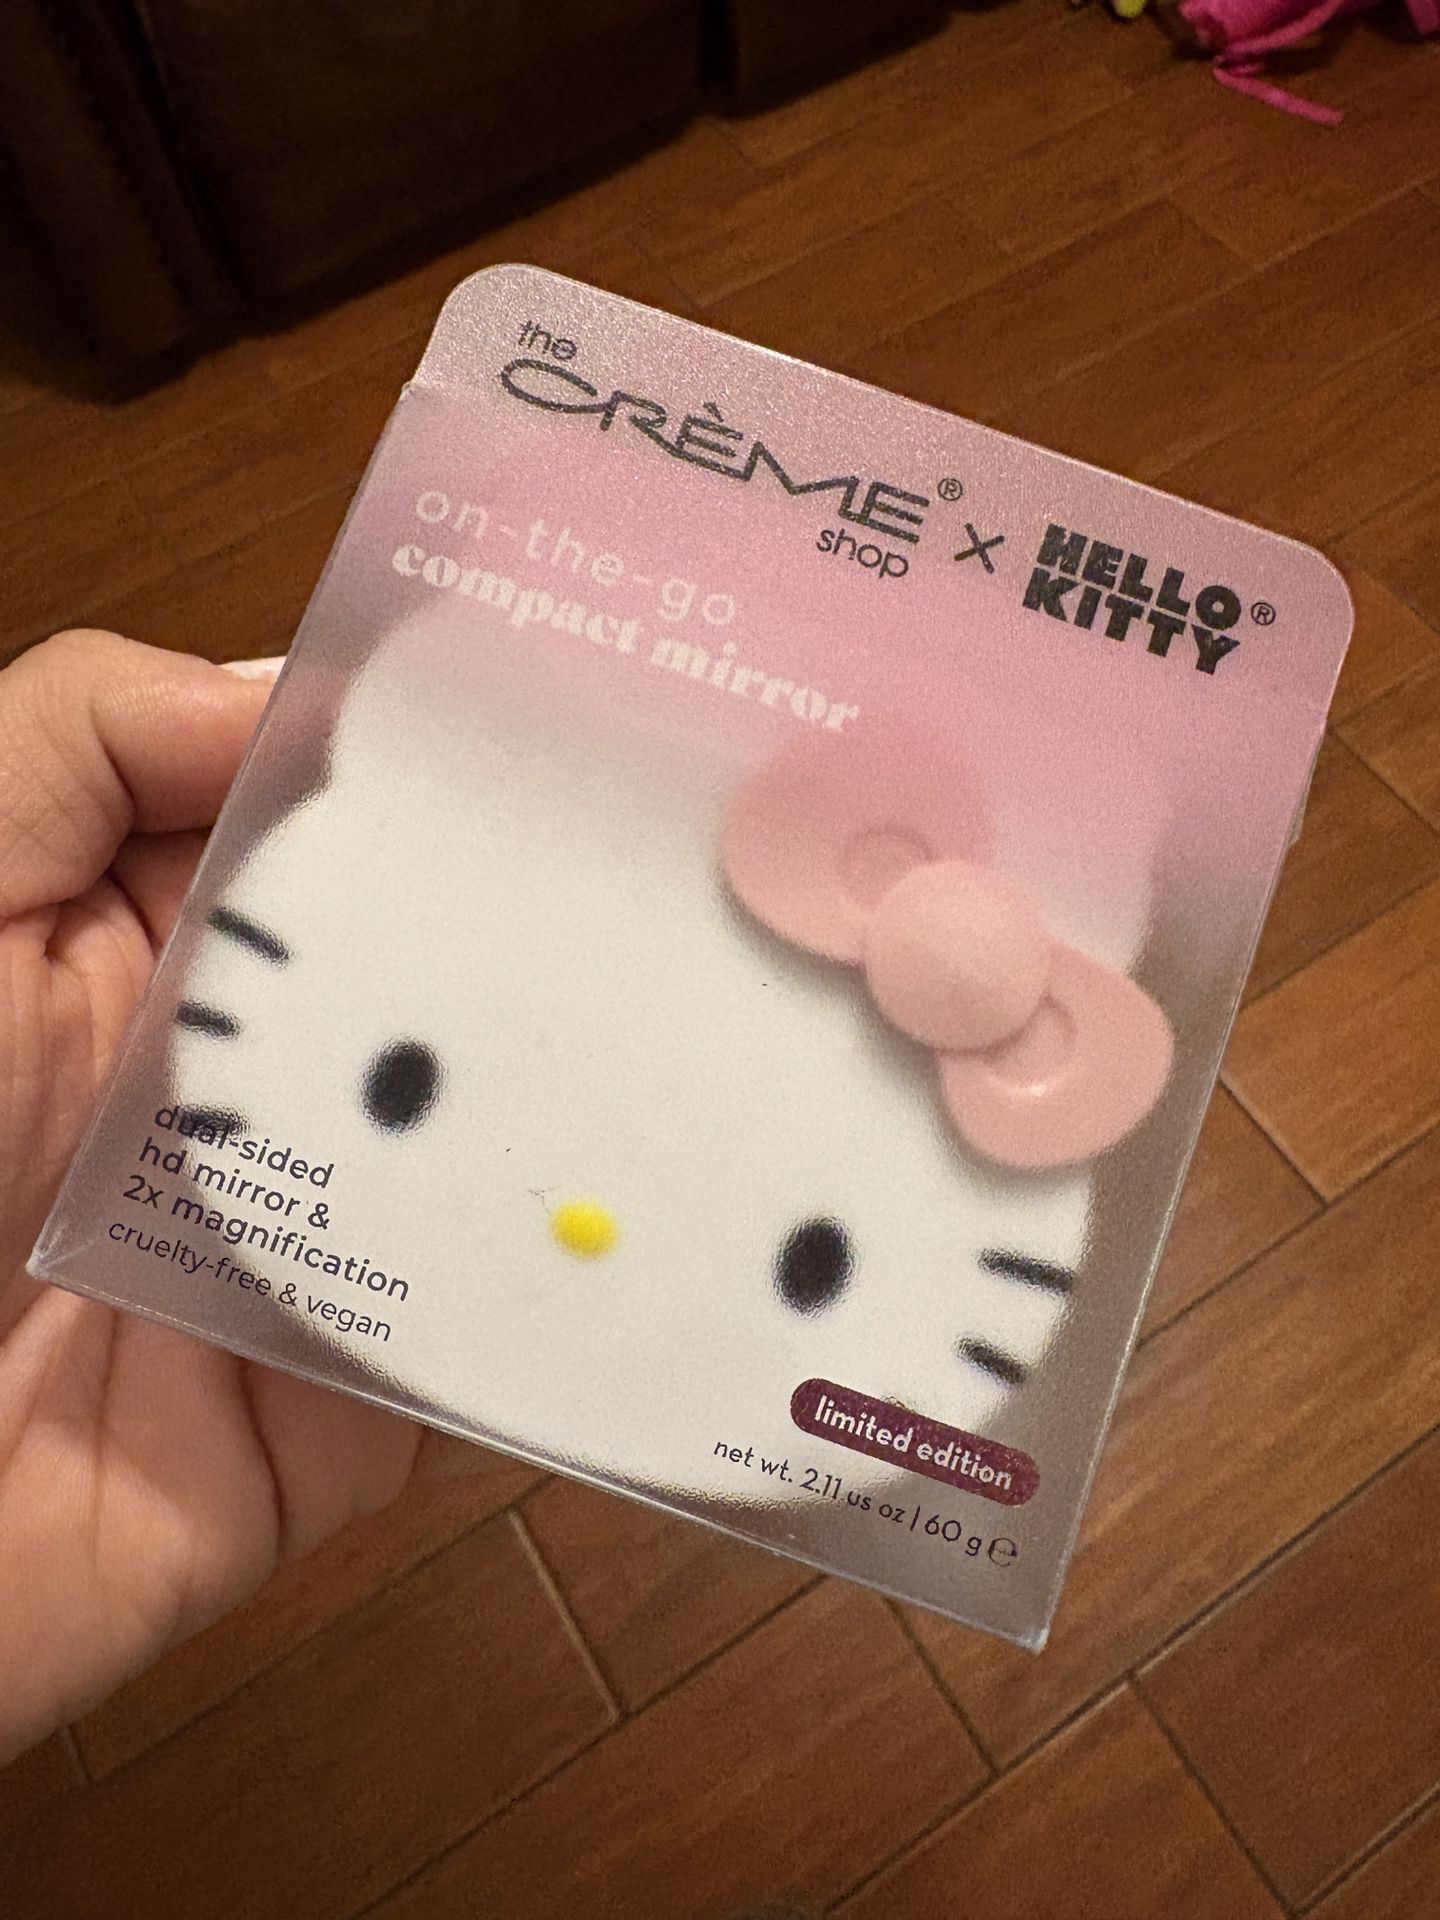 the
CRÈME®
shop
x
HELLO
KITTY®
on-the-go
compact mirror
dual-sided
hd mirror &
2x magnification
cruelty-free & vegan
limited edition
net wt. 2.11 us oz | 60 g ℮